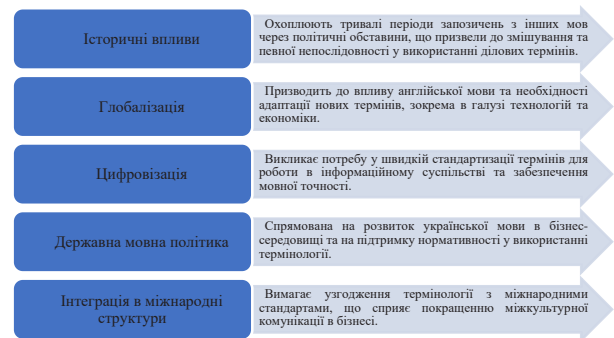 Історичні впливи
Охоплюють тривалі періоди запозичень з інших мов
через політичні обставини, що призвели до змішування та
певної непослідовності у використанні ділових термінів.
Глобалізація
Призводить до впливу англійської мови та необхідності
адаптації нових термінів, зокрема в галузі технологій та
економіки.
Цифровізація
Викликає потребу у швидкій стандартизації термінів для
роботи в інформаційному суспільстві та забезпечення
мовної точності.
Державна мовна політика
Спрямована на розвиток української мови в бізнес-
середовищі та на підтримку нормативності у використанні
термінології.
Інтеграція в міжнародні
структури
Вимагає узгодження термінології з міжнародними
стандартами, що сприяє покращенню міжкультурної
комунікації в бізнесі.